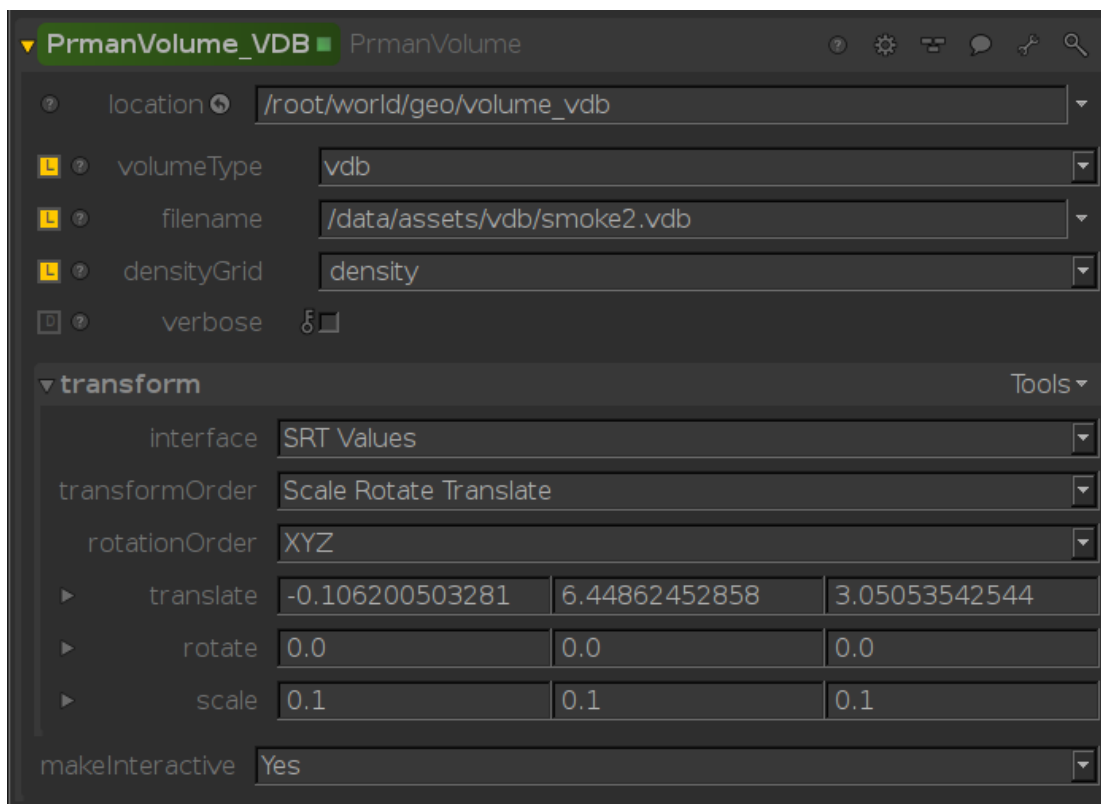 PrmanVolume_VDB PrmanVolume ?
? location /root/world/geo/volume_vdb
L ? volumeType vdb
L ? filename /data/assets/vdb/smoke2.vdb
L ? densityGrid density
D ? verbose
transform Tools
interface SRT Values
transformOrder Scale Rotate Translate
rotationOrder XYZ
translate -0.106200503281 6.44862452858 3.05053542544
rotate 0.0 0.0 0.0
scale 0.1 0.1 0.1
makeInteractive Yes